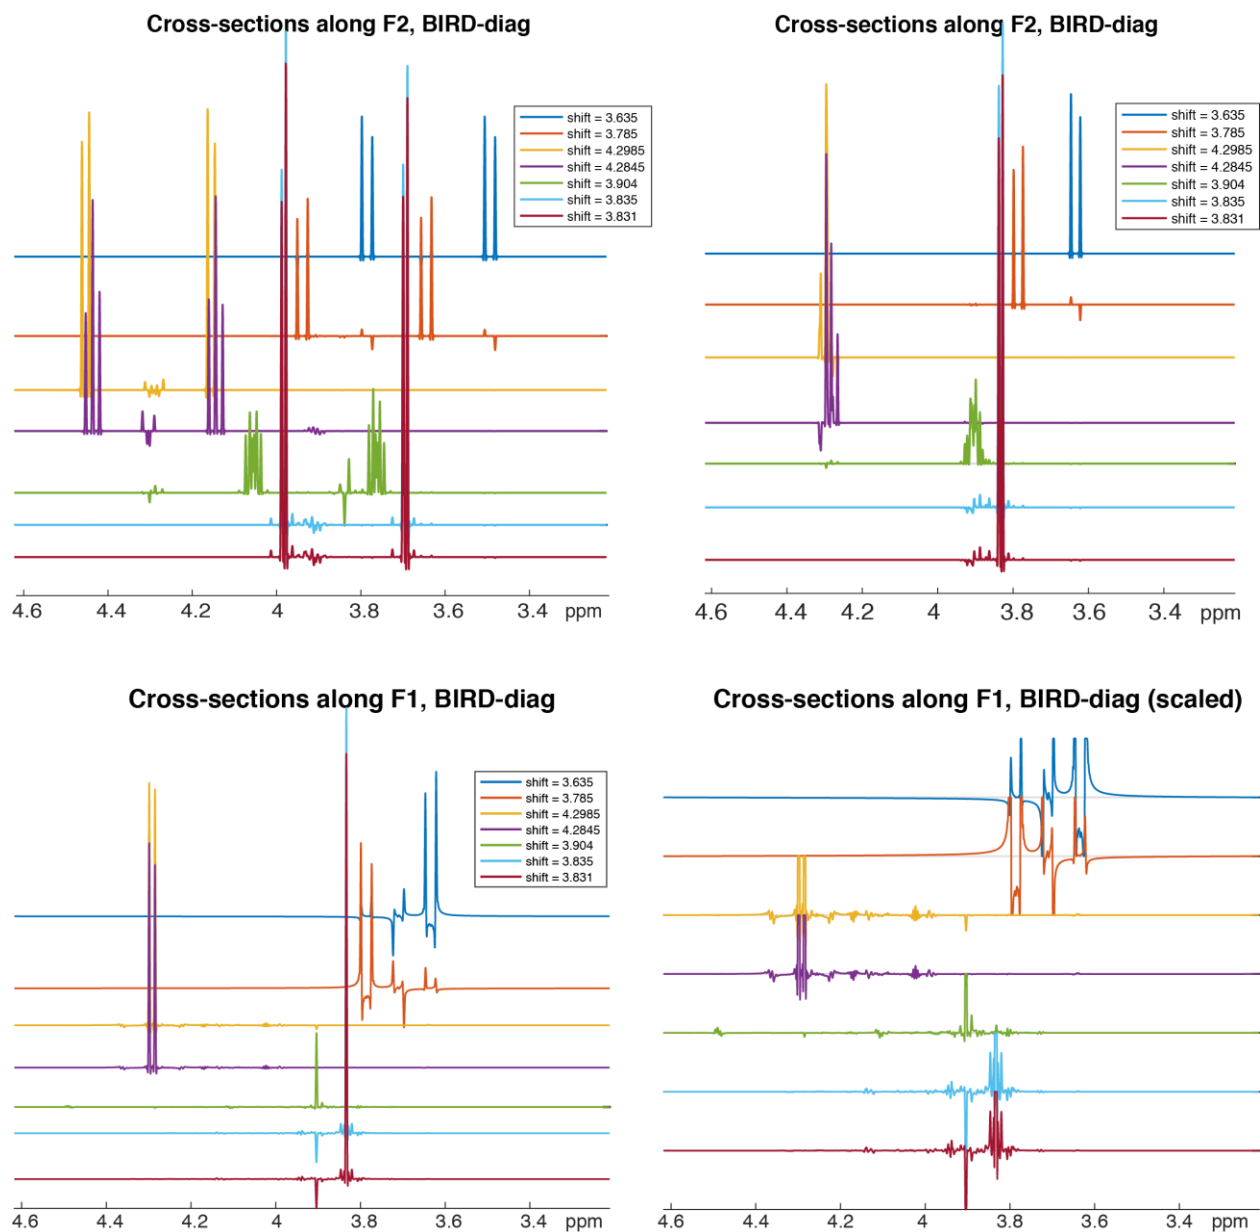 Cross-sections along F2, BIRD-diag
shift = 3.635
shift = 3.785
shift = 4.2985
shift = 4.2845
shift = 3.904
shift = 3.835
shift = 3.831
4.6 4.4 4.2 4 3.8 3.6 3.4 ppm
Cross-sections along F2, BIRD-diag
shift = 3.635
shift = 3.785
shift = 4.2985
shift = 4.2845
shift = 3.904
shift = 3.835
shift = 3.831
4.6 4.4 4.2 4 3.8 3.6 3.4 ppm
Cross-sections along F1, BIRD-diag
shift = 3.635
shift = 3.785
shift = 4.2985
shift = 4.2845
shift = 3.904
shift = 3.835
shift = 3.831
4.6 4.4 4.2 4 3.8 3.6 3.4 ppm
Cross-sections along F1, BIRD-diag (scaled)
4.6 4.4 4.2 4 3.8 3.6 3.4 ppm